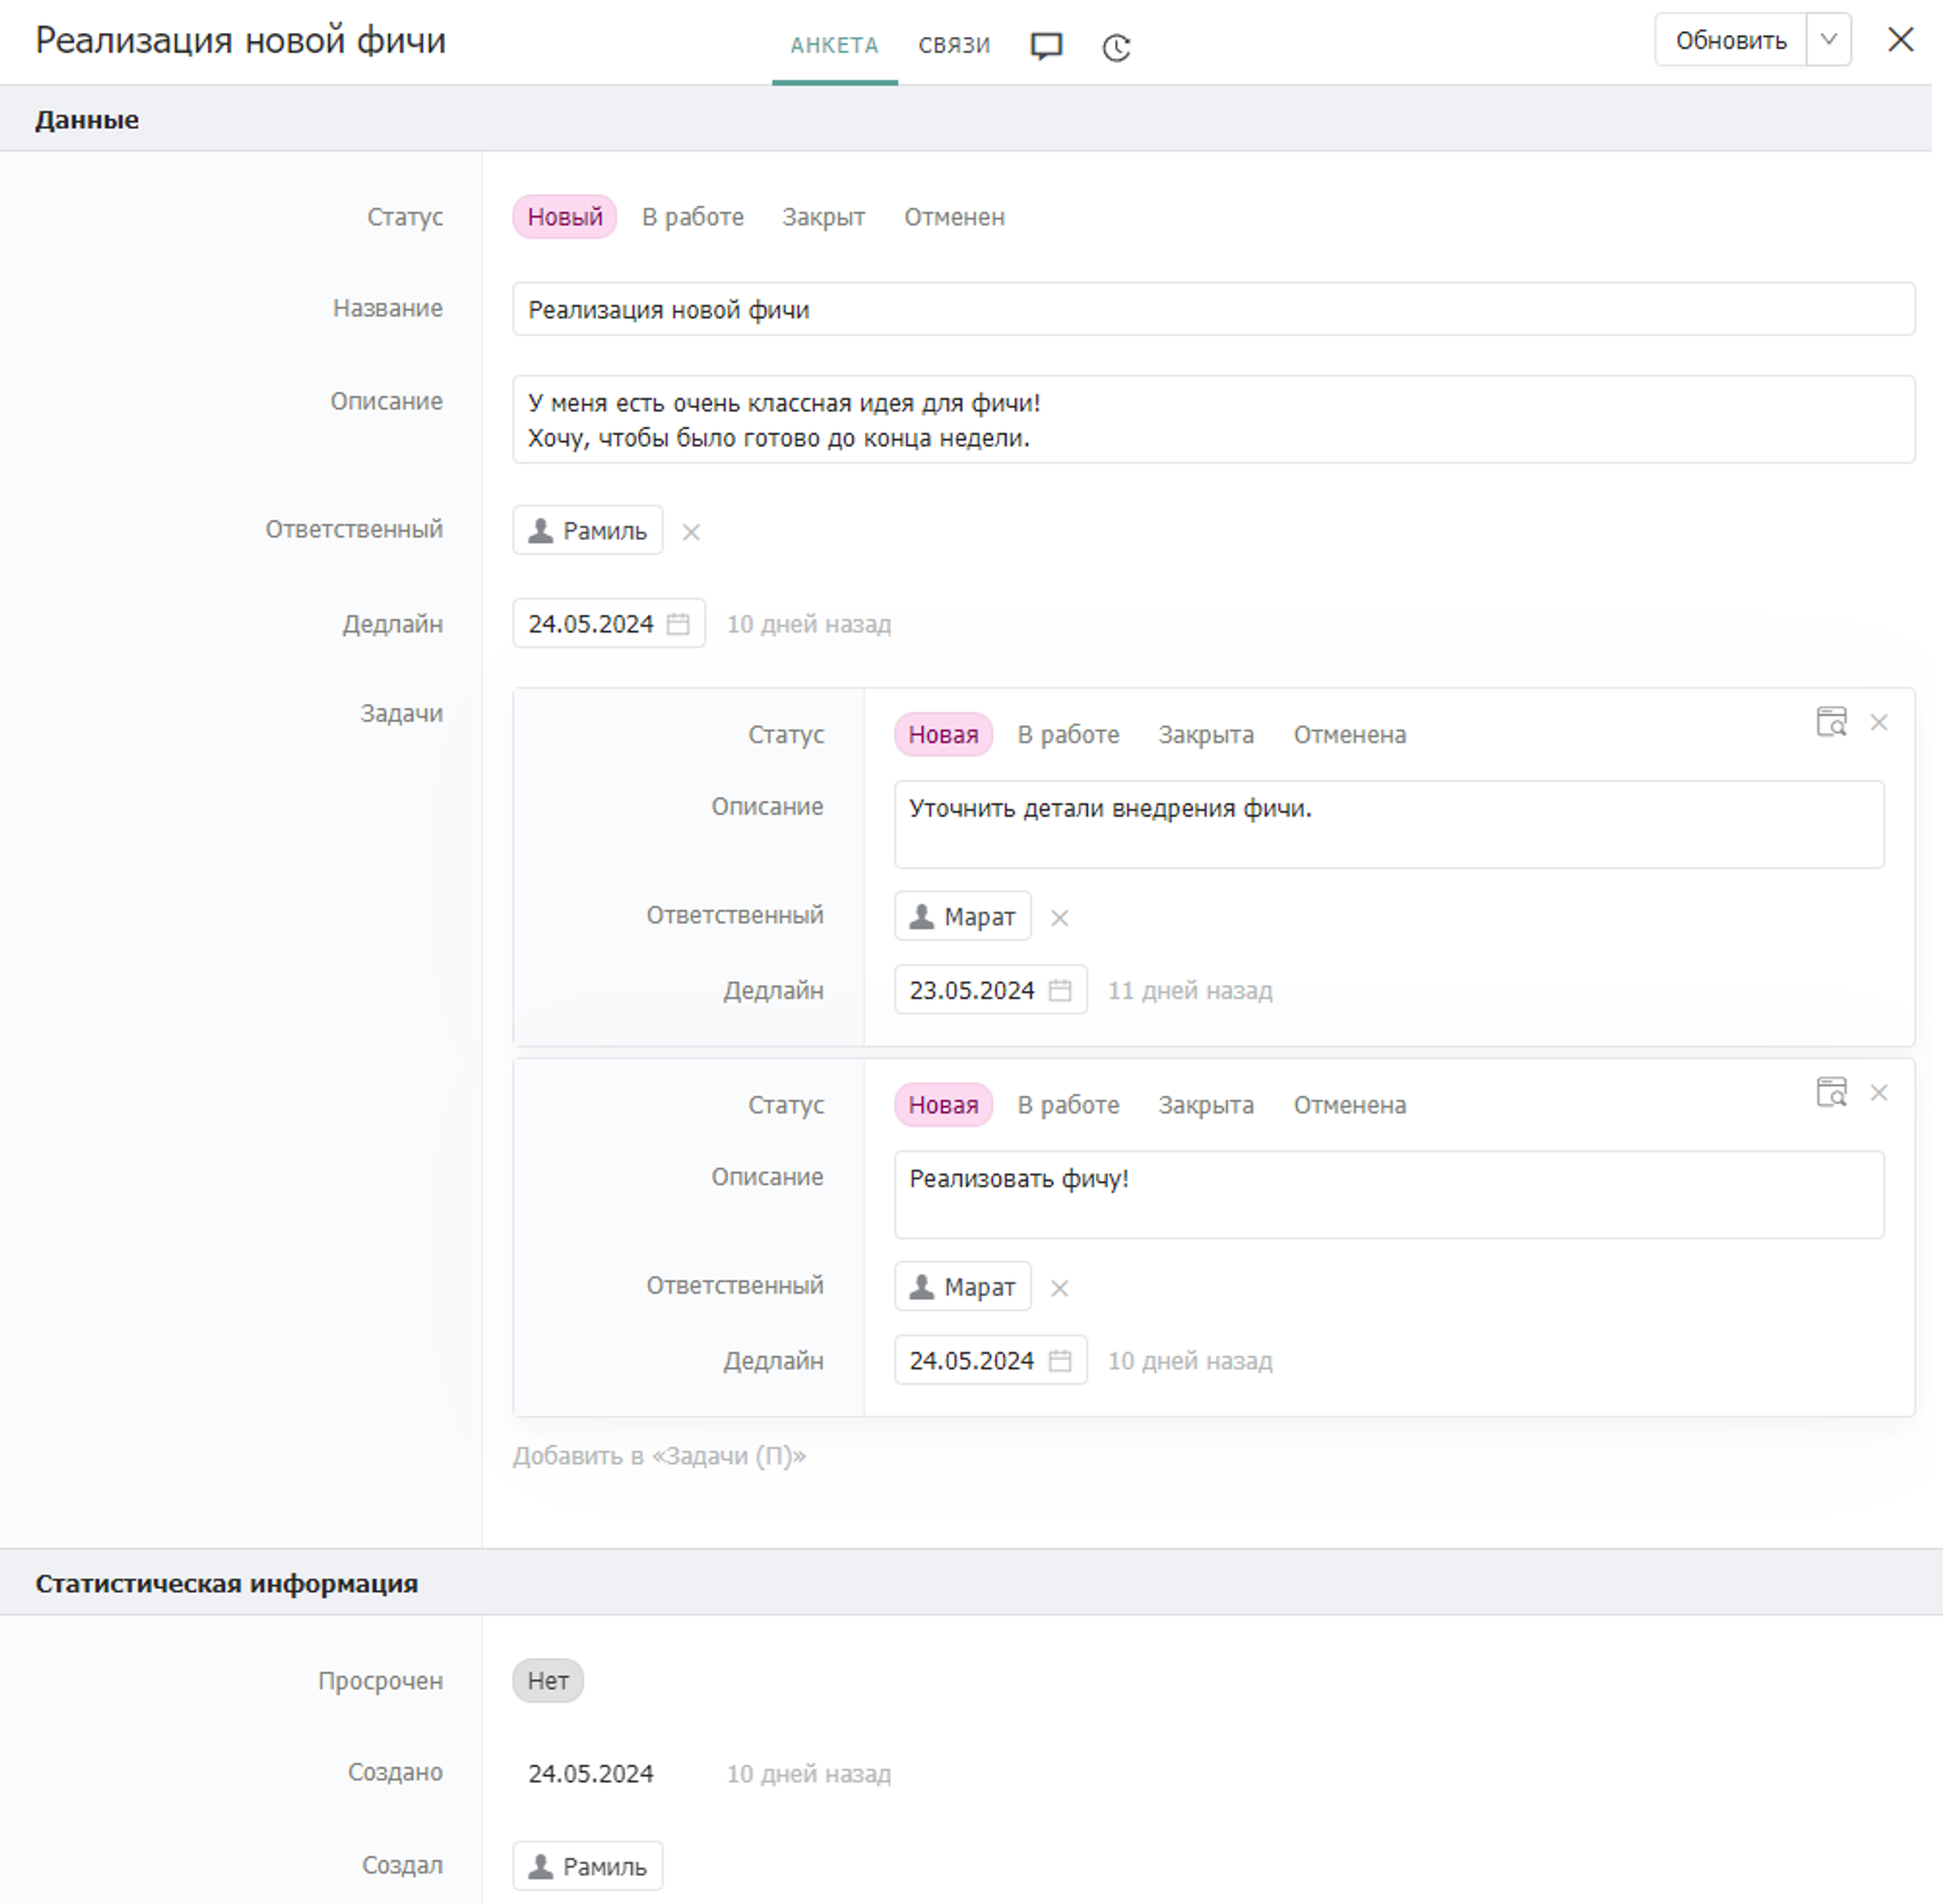 Реализация новой фичи
АНКЕТА СВЯЗИ
Обновить
Данные
Статус Новый В работе Закрыт Отменен
Название Реализация новой фичи
Описание У меня есть очень классная идея для фичи!
Хочу, чтобы было готово до конца недели.
Ответственный Рамиль
Дедлайн 24.05.2024 10 дней назад
Задачи
Статус Новая В работе Закрыта Отменена
Описание Уточнить детали внедрения фичи.
Ответственный Марат
Дедлайн 23.05.2024 11 дней назад
Статус Новая В работе Закрыта Отменена
Описание Реализовать фичу!
Ответственный Марат
Дедлайн 24.05.2024 10 дней назад
Добавить в «Задачи (П)»
Статистическая информация
Просрочен Нет
Создано 24.05.2024 10 дней назад
Создал Рамиль